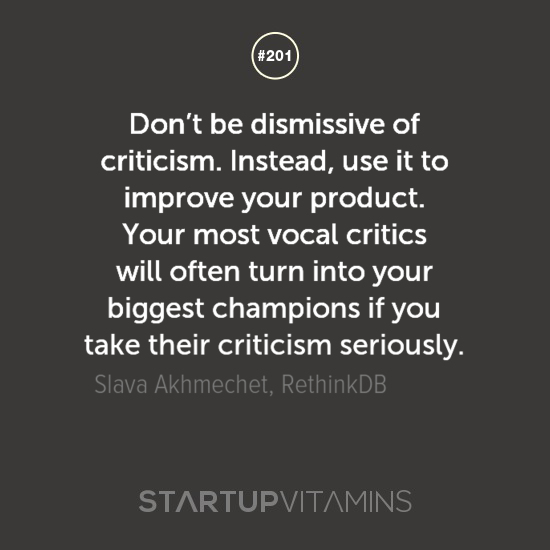 #201
Don’t be dismissive of
criticism. Instead, use it to
improve your product.
Your most vocal critics
will often turn into your
biggest champions if you
take their criticism seriously.
Slava Akhmechet, RethinkDB
STARTUPVITAMINS